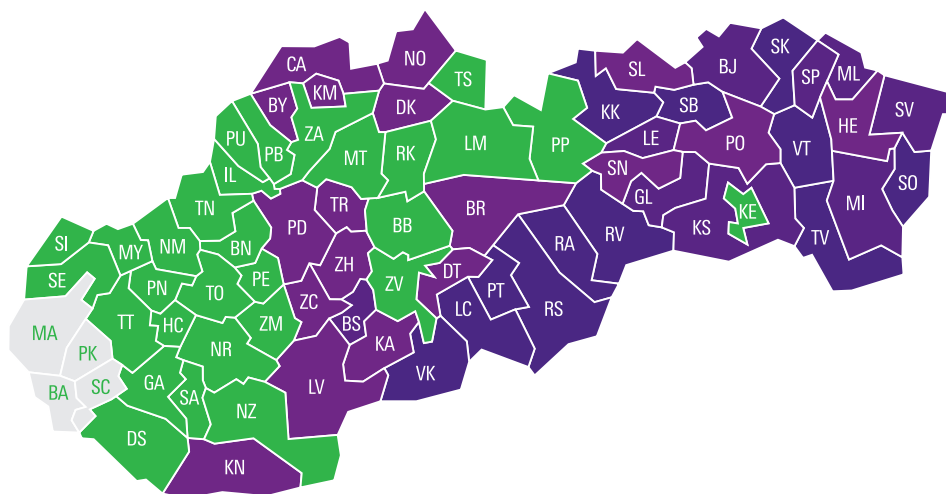 NO
CA
TS
KM
BY
DK
PU
PB
ZA
MT
RK
LM
PP
IL
SL
KK
SB
LE
BJ
SK
SP
ML
SV
HE
PO
VT
SN
GL
SO
MI
KE
KS
TV
TN
PD
TR
BR
BB
RA
RV
SI
MY
NM
BN
ZH
DT
SE
PN
TO
PE
ZV
PT
RS
ZC
LC
MA
TT
HC
ZM
BS
KA
PK
NR
VK
BA
SC
GA
SA
NZ
LV
DS
KN